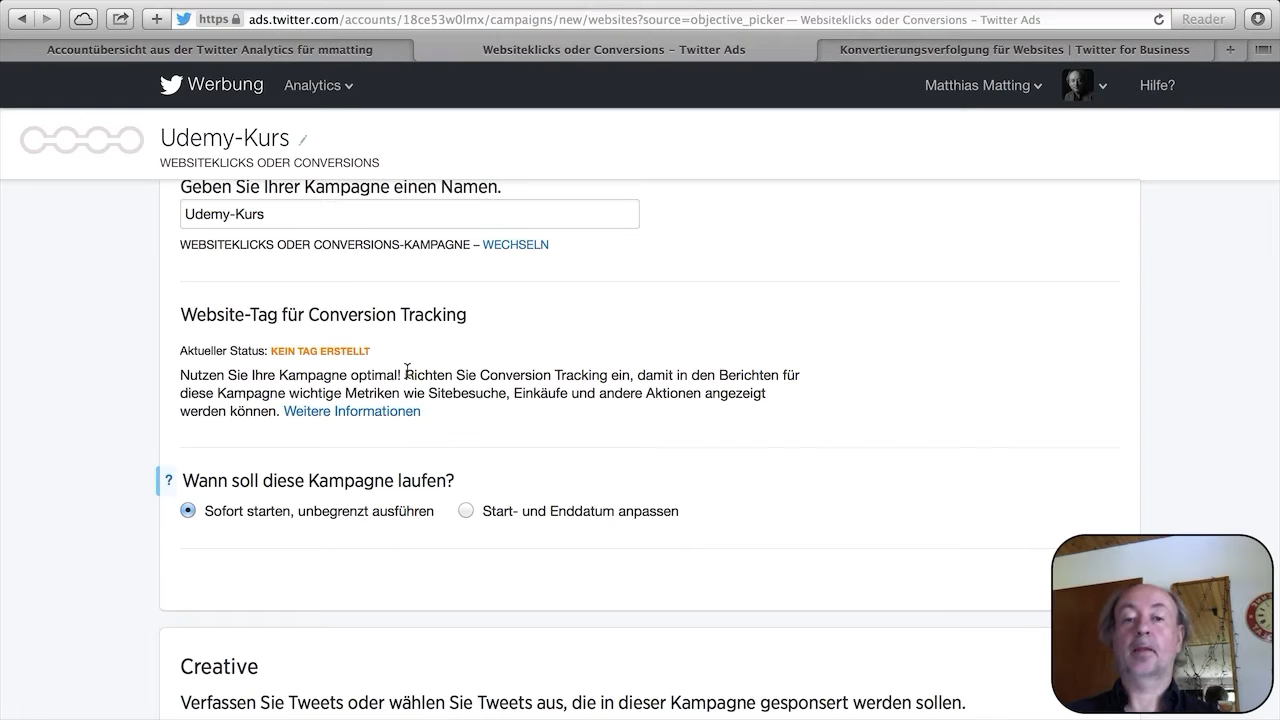 https ads.twitter.com/accounts/18ce53w0lmx/campaigns/new/websites?source=objective_picker — Websiteklicks oder Conversions – Twitter Ads Reader
Accountübersicht aus der Twitter Analytics für mmatting Websiteklicks oder Conversions – Twitter Ads Konvertierungsverfolgung für Websites | Twitter for Business
Werbung Analytics Matthias Matting Hilfe?
Udemy-Kurs
WEBSITEKLICKS ODER CONVERSIONS
Geben Sie Ihrer Kampagne einen Namen.
Udemy-Kurs
WEBSITEKLICKS ODER CONVERSIONS-KAMPAGNE – WECHSELN
Website-Tag für Conversion Tracking
Aktueller Status: KEIN TAG ERSTELLT
Nutzen Sie Ihre Kampagne optimal! Richten Sie Conversion Tracking ein, damit in den Berichten für
diese Kampagne wichtige Metriken wie Sitebesuche, Einkäufe und andere Aktionen angezeigt
werden können. Weitere Informationen
? Wann soll diese Kampagne laufen?
Sofort starten, unbegrenzt ausführen Start- und Enddatum anpassen
Creative
Verfassen Sie Tweets oder wählen Sie Tweets aus, die in dieser Kampagne gesponsert werden sollen.